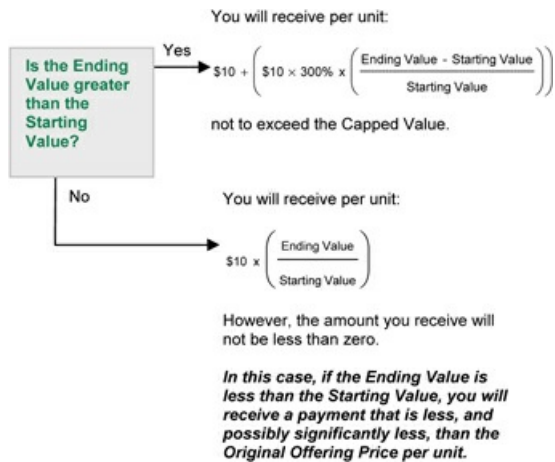 You will receive per unit:
Is the Ending
Value greater
than the
Starting
Value?
Yes
$10 + ( $10 × 300% x ( Ending Value - Starting Value
Starting Value ) )
not to exceed the Capped Value.
No
You will receive per unit:
$10 x ( Ending Value
Starting Value )
However, the amount you receive will
not be less than zero.
In this case, if the Ending Value is
less than the Starting Value, you will
receive a payment that is less, and
possibly significantly less, than the
Original Offering Price per unit.